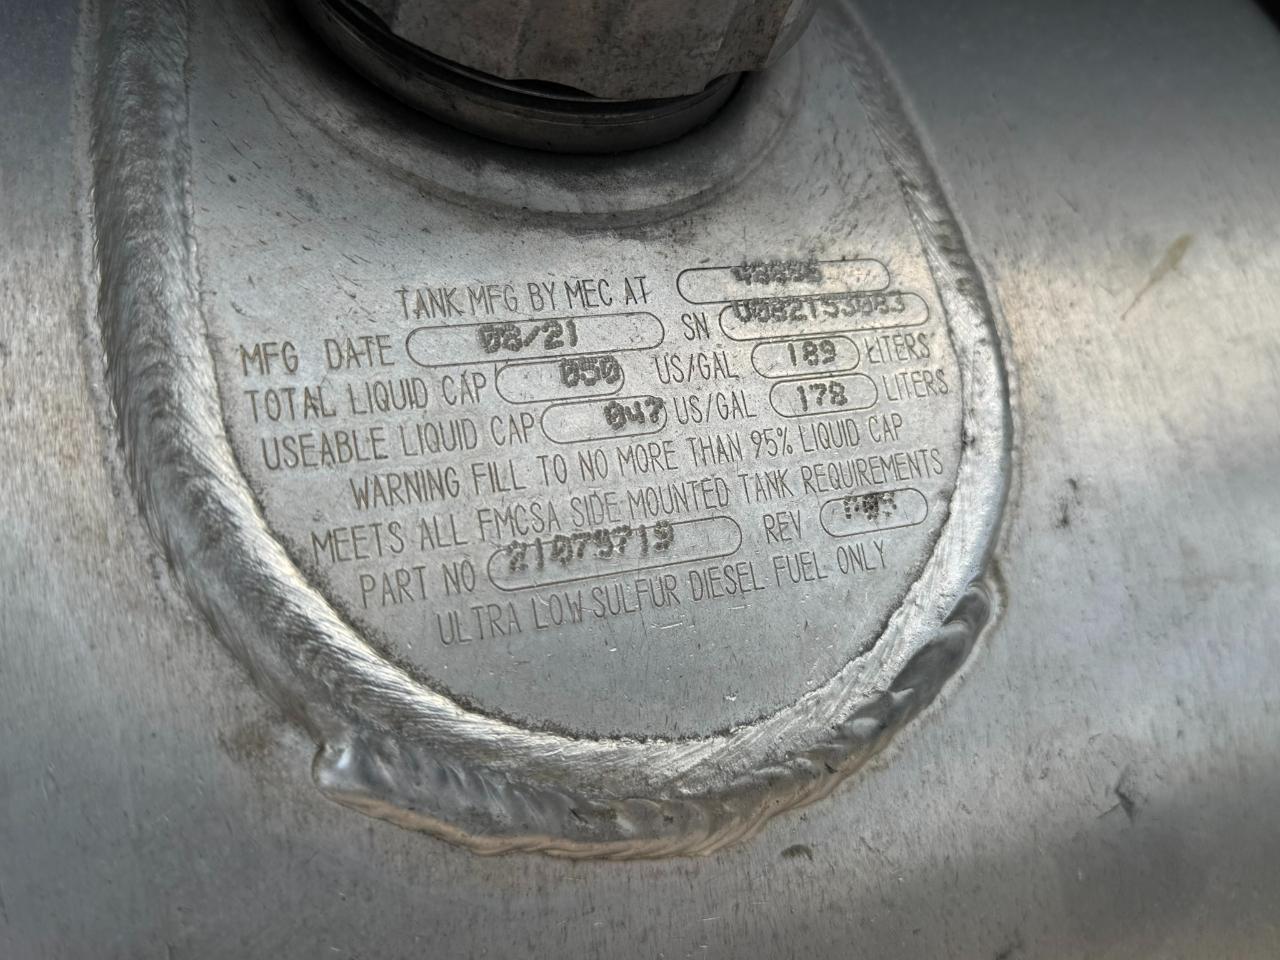 TANK MFG BY MEC AT
MFG DATE 08/21 SN U082153083
TOTAL LIQUID CAP 050 US/GAL 189 LITERS
USEABLE LIQUID CAP 047 US/GAL 178 LITERS
WARNING FILL TO NO MORE THAN 95% LIQUID CAP
MEETS ALL FMCSA SIDE MOUNTED TANK REQUIREMENTS
PART NO 21079719 REV
ULTRA LOW SULFUR DIESEL FUEL ONLY